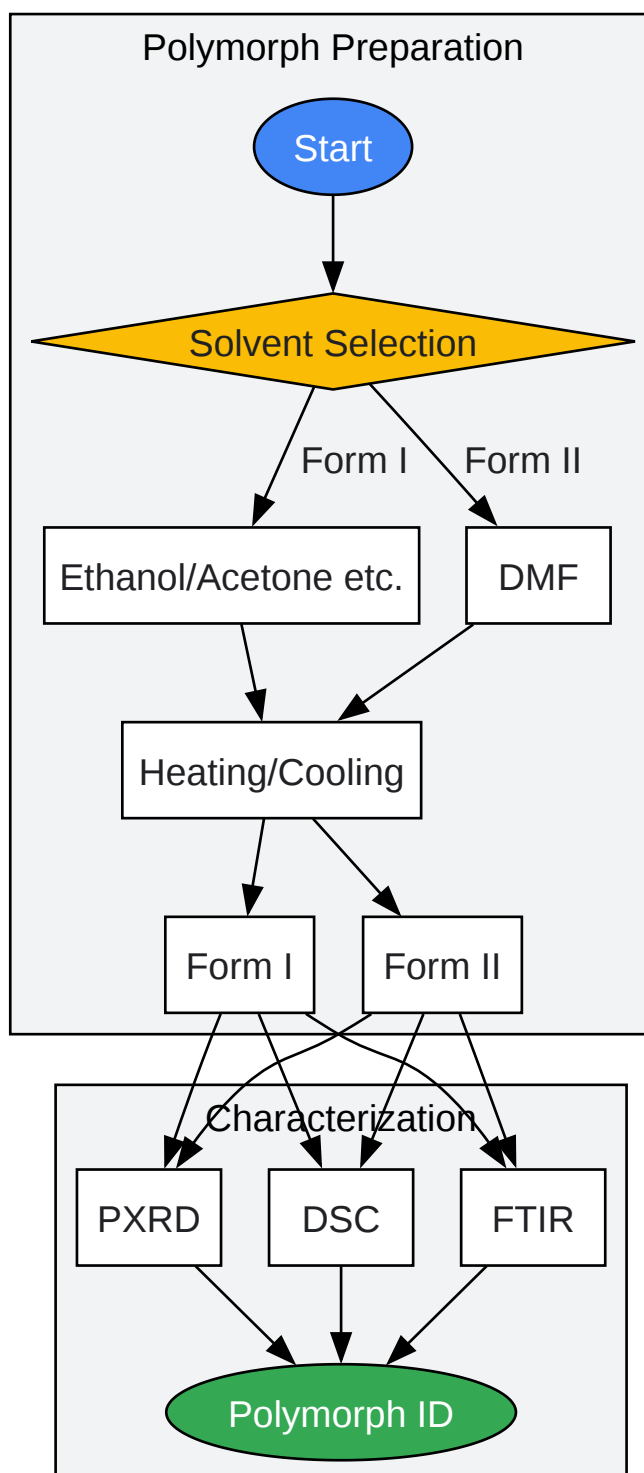 Polymorph Preparation
Start
Solvent Selection
Form I
Form II
Ethanol/Acetone etc.
DMF
Heating/Cooling
Form I
Form II
Characterization
PXRD
DSC
FTIR
Polymorph ID